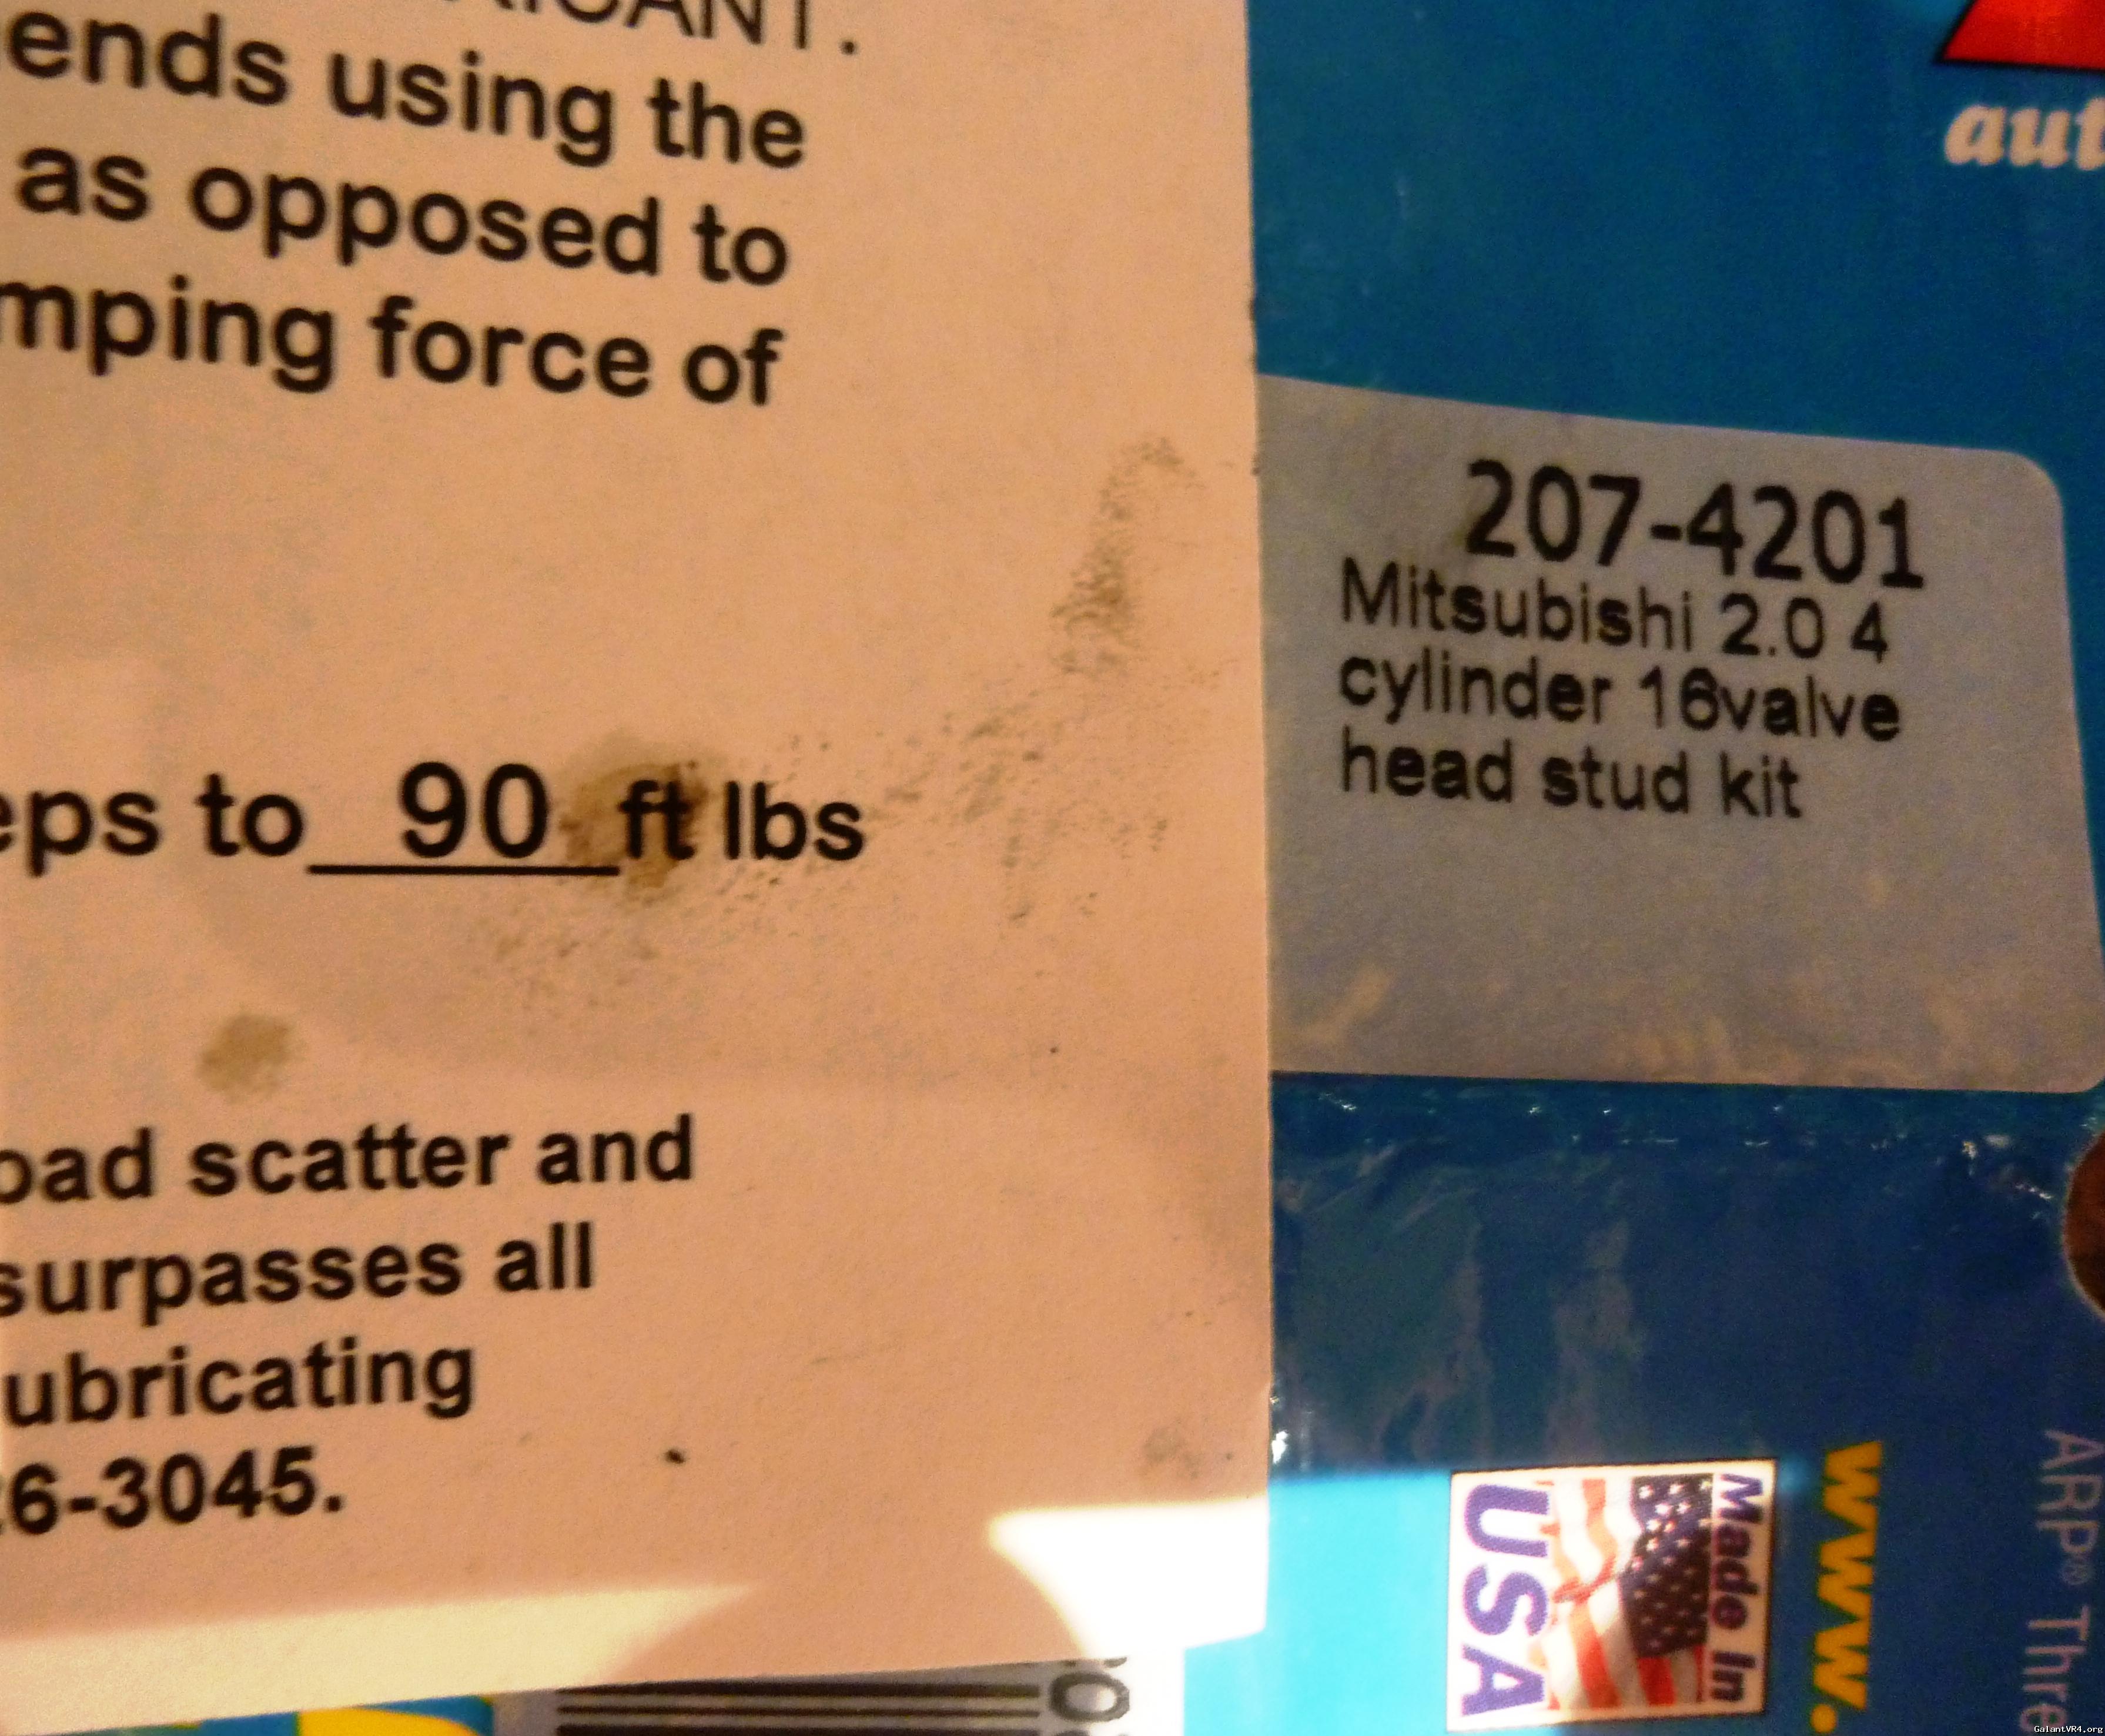 ends using the
as opposed to
mping force of
eps to 90 ft lbs
oad scatter and
surpasses all
ubricating
26-3045.
aut
207-4201
Mitsubishi 2.0 4
cylinder 16valve
head stud kit
Made In
USA
www.
ARP® Thre
GalantVR4.org